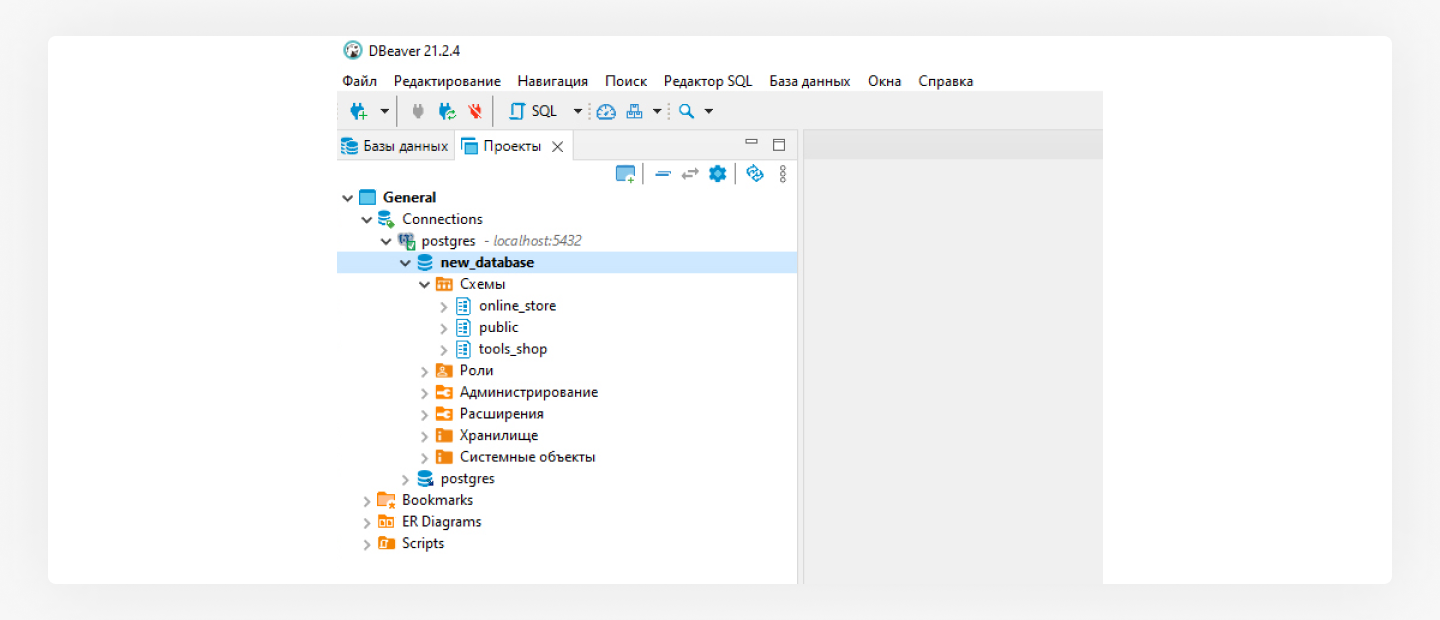 DBeaver 21.2.4
Файл Редактирование Навигация Поиск Редактор SQL База данных Окна Справка
SQL
Базы данных Проекты
General
Connections
postgres - localhost:5432
new_database
Схемы
online_store
public
tools_shop
Роли
Администрирование
Расширения
Хранилище
Системные объекты
postgres
Bookmarks
ER Diagrams
Scripts